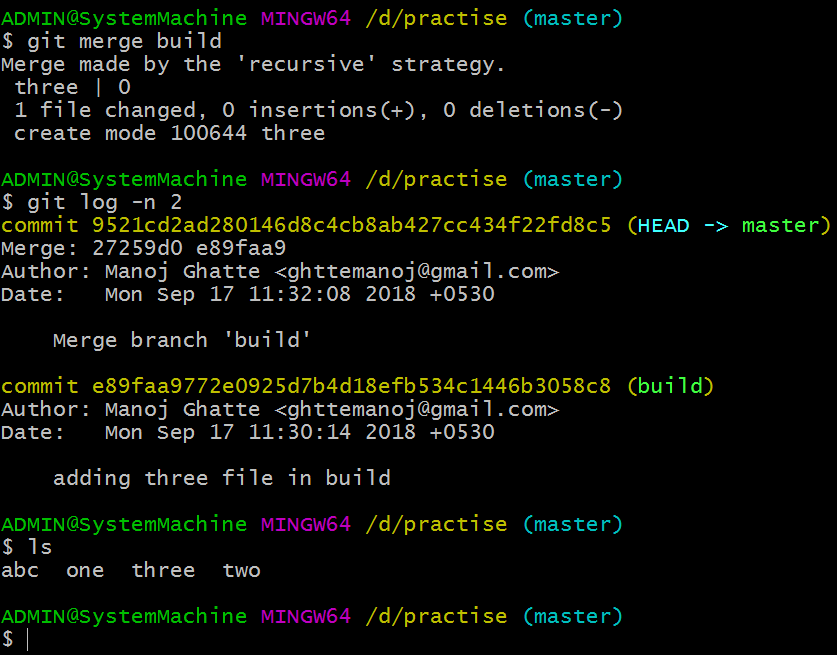 ADMIN@SystemMachine MINGW64 /d/practise (master)
$ git merge build
Merge made by the 'recursive' strategy.
 three | 0
 1 file changed, 0 insertions(+), 0 deletions(-)
 create mode 100644 three

ADMIN@SystemMachine MINGW64 /d/practise (master)
$ git log -n 2
commit 9521cd2ad280146d8c4cb8ab427cc434f22fd8c5 (HEAD -> master)
Merge: 27259d0 e89faa9
Author: Manoj Ghatte <ghttemanoj@gmail.com>
Date:   Mon Sep 17 11:32:08 2018 +0530

    Merge branch 'build'

commit e89faa9772e0925d7b4d18efb534c1446b3058c8 (build)
Author: Manoj Ghatte <ghttemanoj@gmail.com>
Date:   Mon Sep 17 11:30:14 2018 +0530

    adding three file in build

ADMIN@SystemMachine MINGW64 /d/practise (master)
$ ls
abc  one  three  two

ADMIN@SystemMachine MINGW64 /d/practise (master)
$